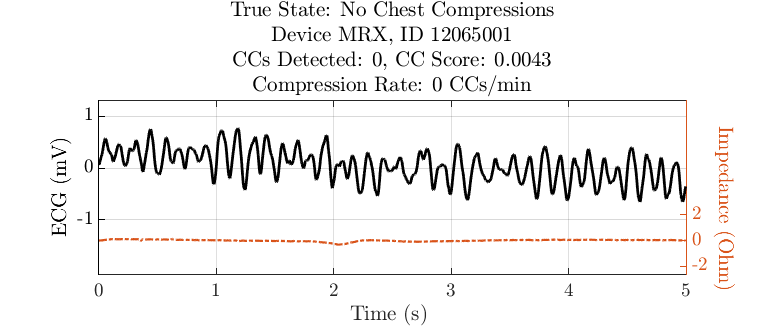 True State: No Chest Compressions
Device MRX, ID 12065001
CCs Detected: 0, CC Score: 0.0043
Compression Rate: 0 CCs/min
1
0
-1
ECG (mV)
2
0
-2
Impedance (Ohm)
0 1 2 3 4 5
Time (s)